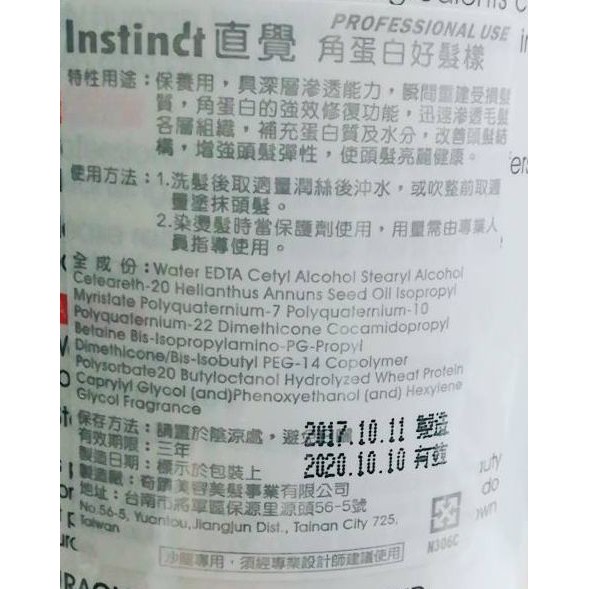 PROFESSIONAL USE
Instinct 直覺 角蛋白好髮樣
特性用途：保養用，具深層滲透能力，瞬間重建受損髮
質，角蛋白的強效修復功能，迅速滲透毛髮
各層組織，補充蛋白質及水分，改善頭髮結
構，增強頭髮彈性，使頭髮亮麗健康。
使用方法：1.洗髮後取適量潤絲後沖水，或吹整前取適
量塗抹頭髮。
2.染燙髮時當保護劑使用，用量需由專業人
員指導使用。
全成份：Water EDTA Cetyl Alcohol Stearyl Alcohol
Ceteareth-20 Helianthus Annuns Seed Oil Isopropyl
Myristate Polyquaternium-7 Polyquaternium-10
Polyquaternium-22 Dimethicone Cocamidopropyl
Betaine Bis-Isopropylamino-PG-Propyl
Dimethicone/Bis-Isobutyl PEG-14 Copolymer
Polysorbate20 Butyloctanol Hydrolyzed Wheat Protein
Caprylyl Glycol (and)Phenoxyethanol (and) Hexylene
Glycol Fragrance
保存方法：請置於陰涼處，避
2017.10.11 製造
有效期限：三年
2020.10.10 有效
製造日期：標示於包裝上
製造廠：奇蹟美容美髮事業有限公司
地址：台南市將軍區保源里源頭56-5號
No.56-5, Yuantou,Jiangjun Dist., Tainan City 725,
Taiwan
N306C
沙龍專用，須經專業設計師建議使用